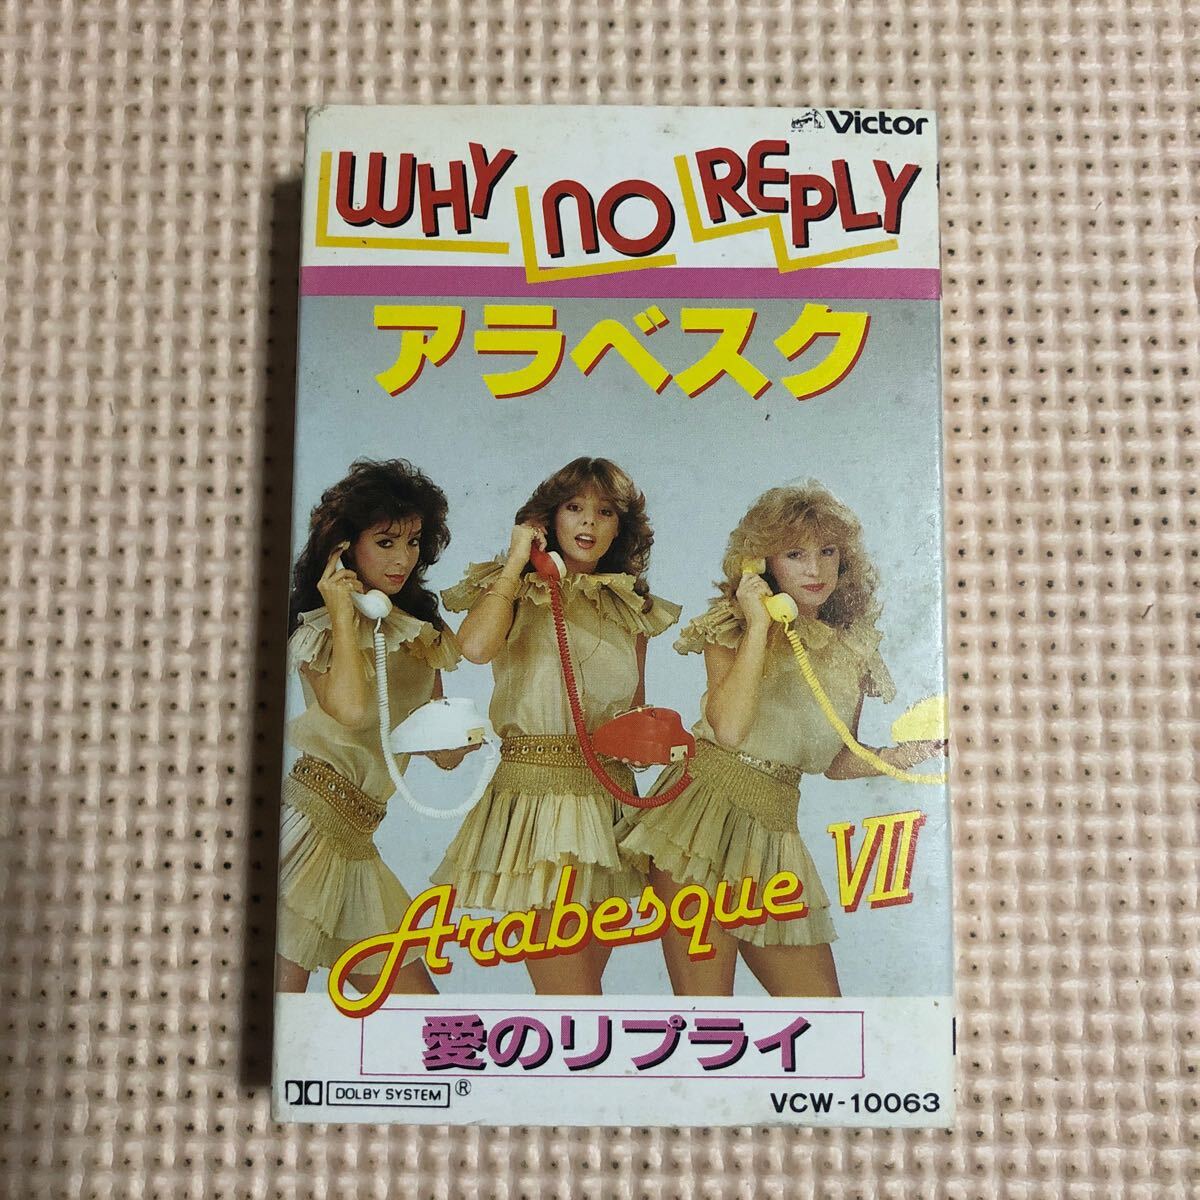 Victor
WHY NO REPLY
アラベスク
Arabesque VII
愛のリプライ
DOLBY SYSTEM ®
VCW-10063